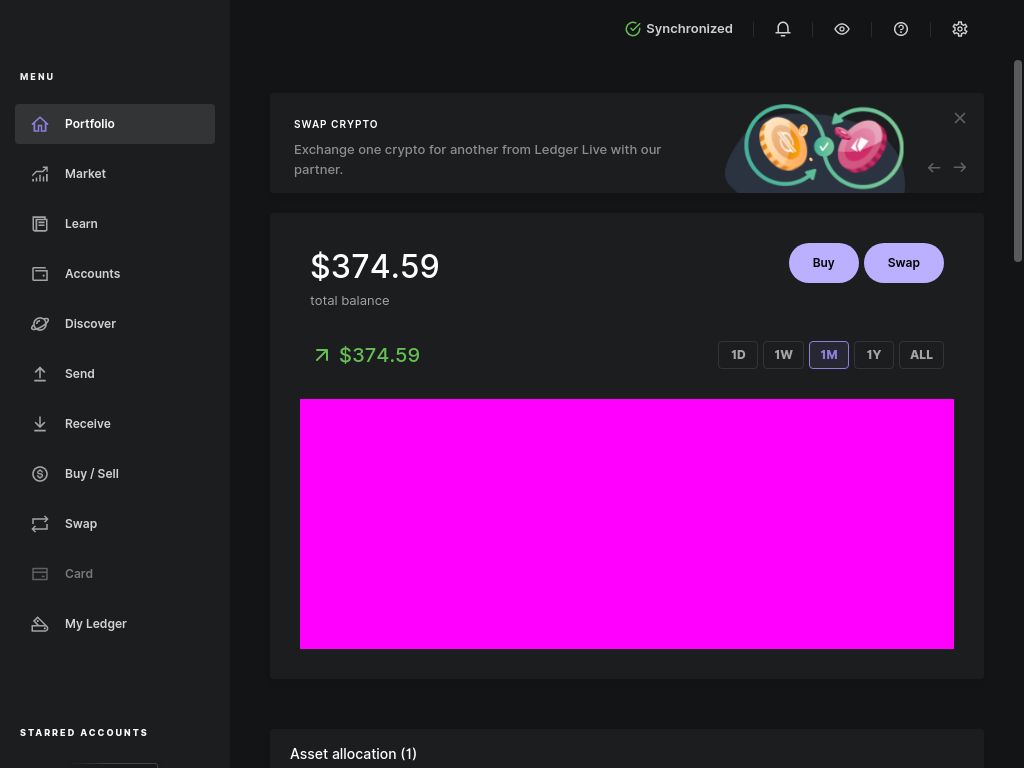 Synchronized
MENU
Portfolio
Market
Learn
Accounts
Discover
Send
Receive
Buy / Sell
Swap
Card
My Ledger
STARRED ACCOUNTS
SWAP CRYPTO
Exchange one crypto for another from Ledger Live with our
partner.
$374.59
total balance
Buy
Swap
$374.59
1D
1W
1M
1Y
ALL
Asset allocation (1)